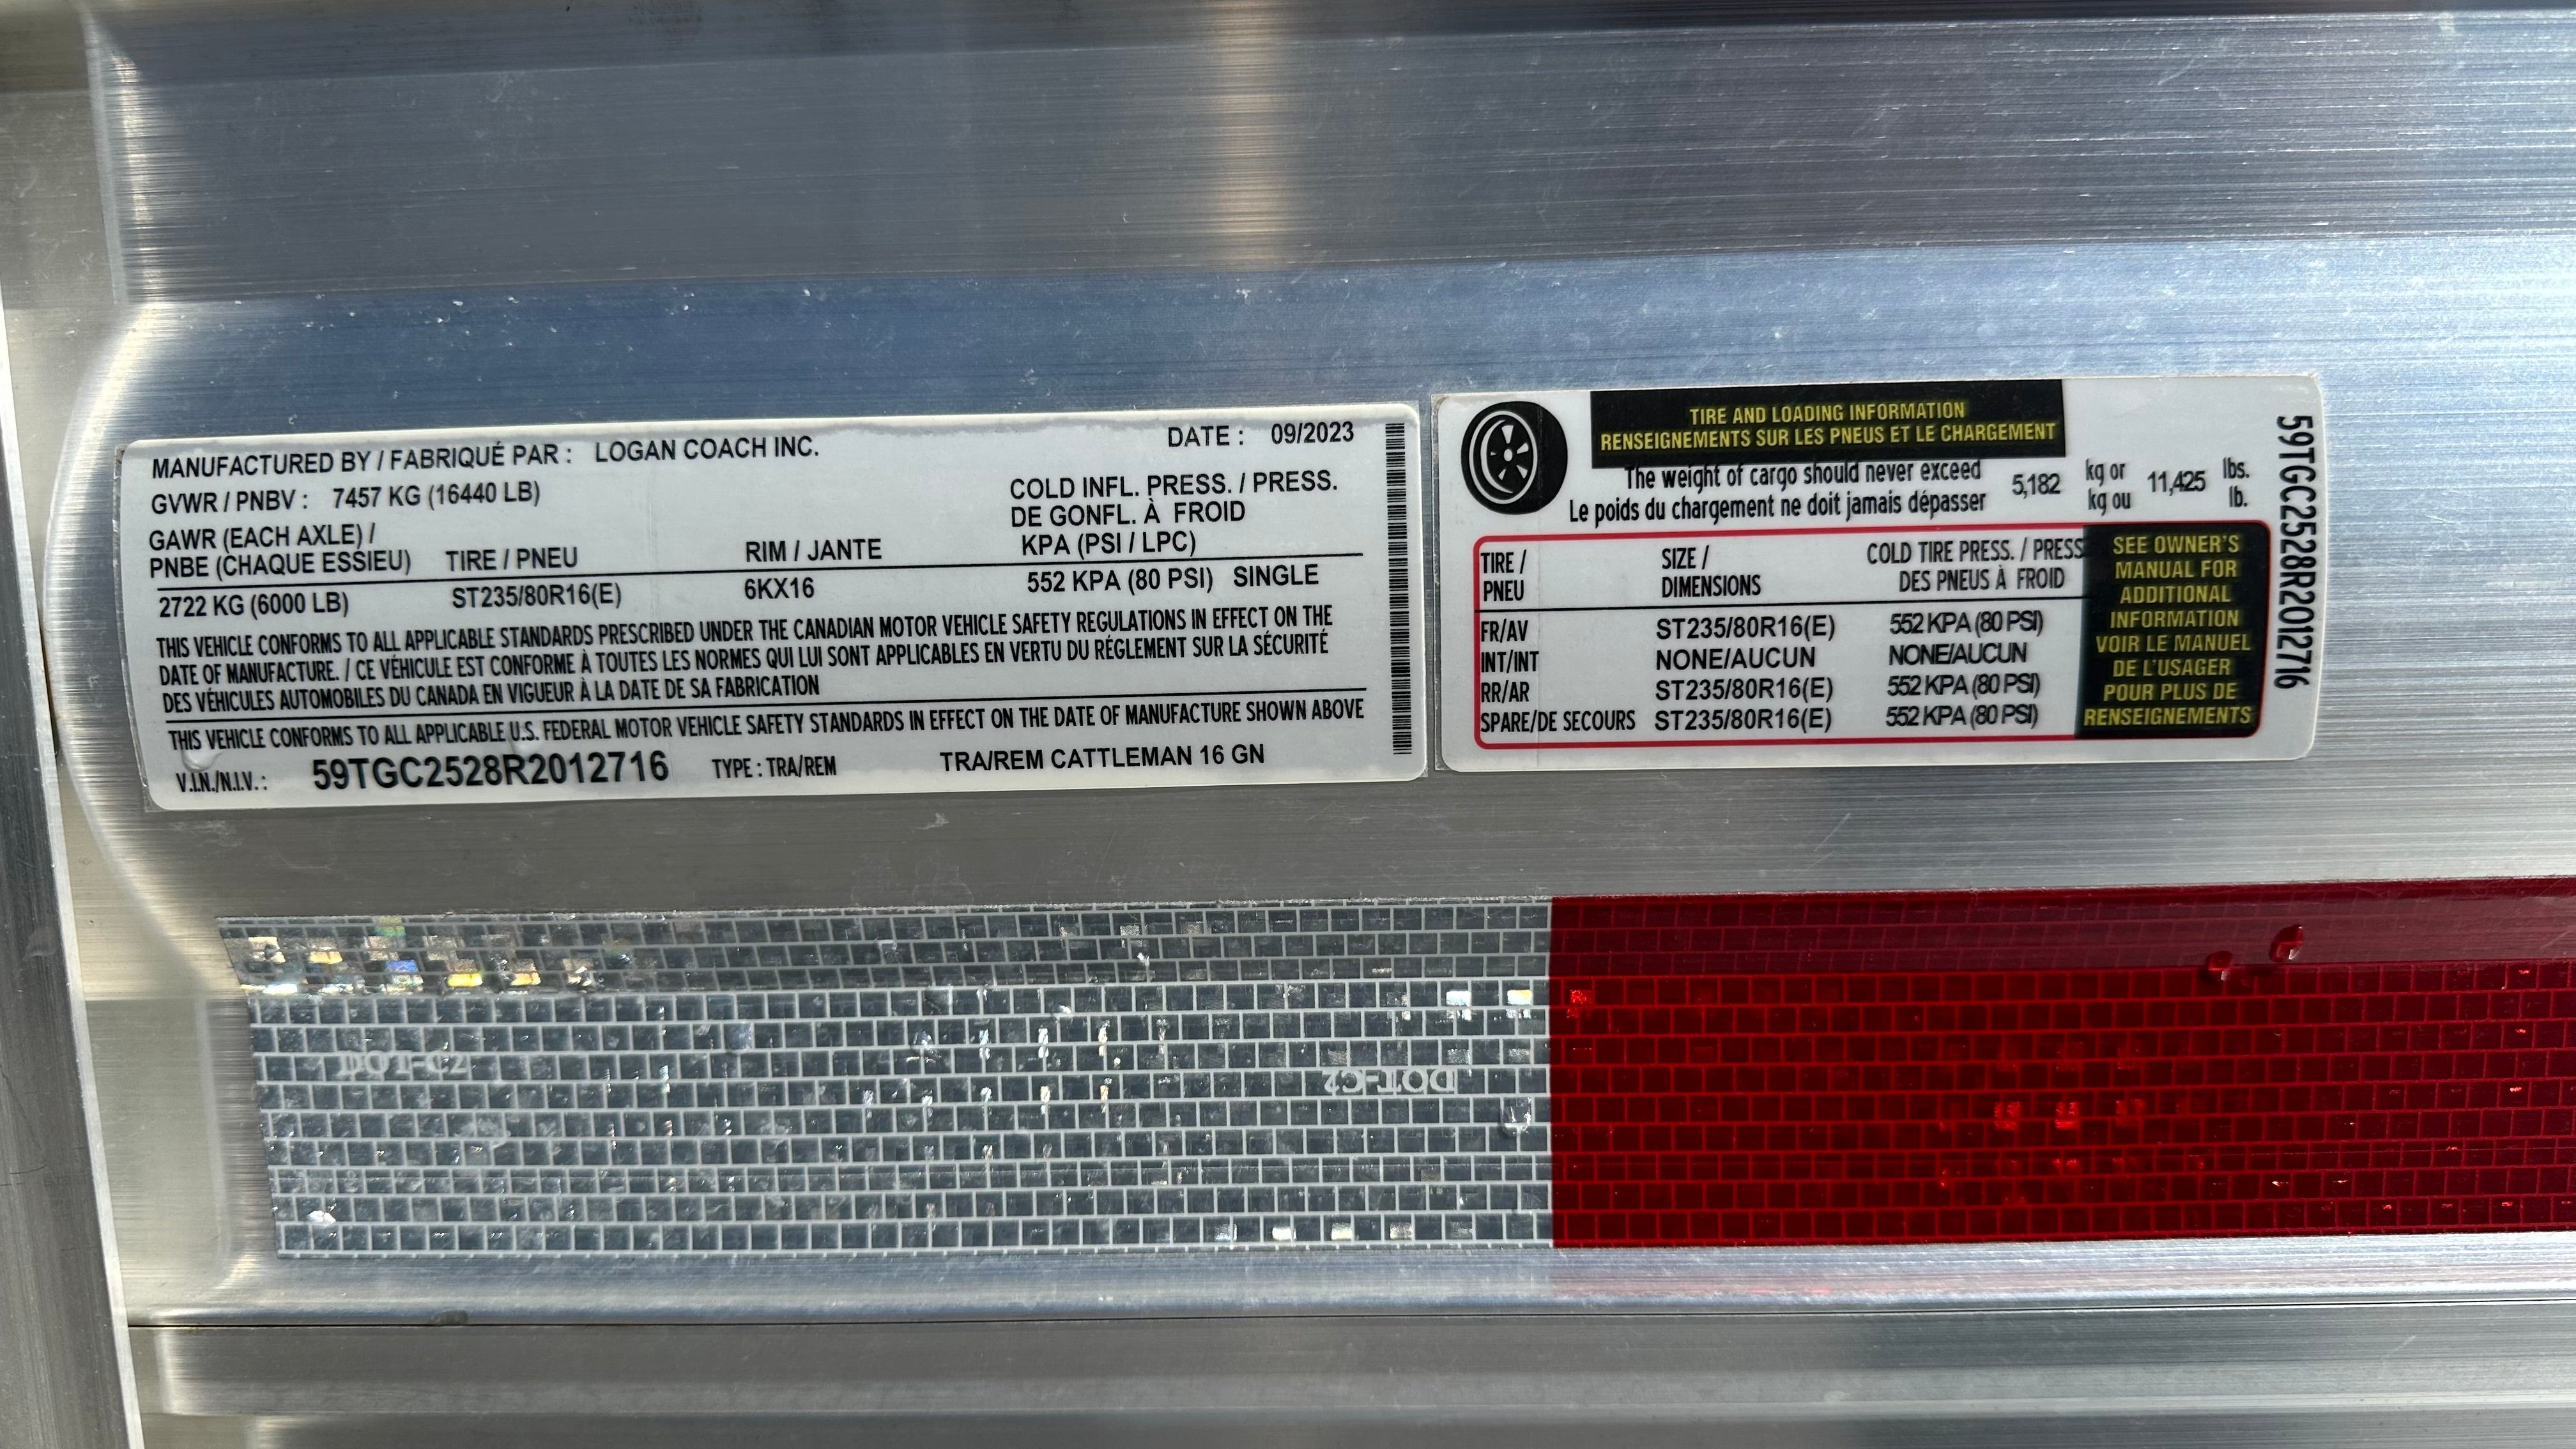 MANUFACTURED BY / FABRIQUÉ PAR : LOGAN COACH INC. DATE : 09/2023
GVWR / PNBV : 7457 KG (16440 LB)
GAWR (EACH AXLE) /
PNBE (CHAQUE ESSIEU) TIRE / PNEU RIM / JANTE
COLD INFL. PRESS. / PRESS.
DE GONFL. À FROID
KPA (PSI / LPC)
2722 KG (6000 LB) ST235/80R16(E) 6KX16 552 KPA (80 PSI) SINGLE
THIS VEHICLE CONFORMS TO ALL APPLICABLE STANDARDS PRESCRIBED UNDER THE CANADIAN MOTOR VEHICLE SAFETY REGULATIONS IN EFFECT ON THE
DATE OF MANUFACTURE. / CE VÉHICULE EST CONFORME À TOUTES LES NORMES QUI LUI SONT APPLICABLES EN VERTU DU RÉGLEMENT SUR LA SÉCURITÉ
DES VÉHICULES AUTOMOBILES DU CANADA EN VIGUEUR À LA DATE DE SA FABRICATION
THIS VEHICLE CONFORMS TO ALL APPLICABLE U.S. FEDERAL MOTOR VEHICLE SAFETY STANDARDS IN EFFECT ON THE DATE OF MANUFACTURE SHOWN ABOVE
V.I.N./N.I.V. : 59TGC2528R2012716 TYPE : TRA/REM TRA/REM CATTLEMAN 16 GN
TIRE AND LOADING INFORMATION
RENSEIGNEMENTS SUR LES PNEUS ET LE CHARGEMENT
The weight of cargo should never exceed 5,182 kg or 11,425 lbs.
Le poids du chargement ne doit jamais dépasser kg ou lb.
TIRE / SIZE / COLD TIRE PRESS. / PRESS
PNEU DIMENSIONS DES PNEUS À FROID
FR/AV ST235/80R16(E) 552 KPA (80 PSI)
INT/INT NONE/AUCUN NONE/AUCUN
RR/AR ST235/80R16(E) 552 KPA (80 PSI)
SPARE/DE SECOURS ST235/80R16(E) 552 KPA (80 PSI)
SEE OWNER'S
MANUAL FOR
ADDITIONAL
INFORMATION
VOIR LE MANUEL
DE L'USAGER
POUR PLUS DE
RENSEIGNEMENTS
59TGC2528R2012716
DOT-C2
DOT-C2